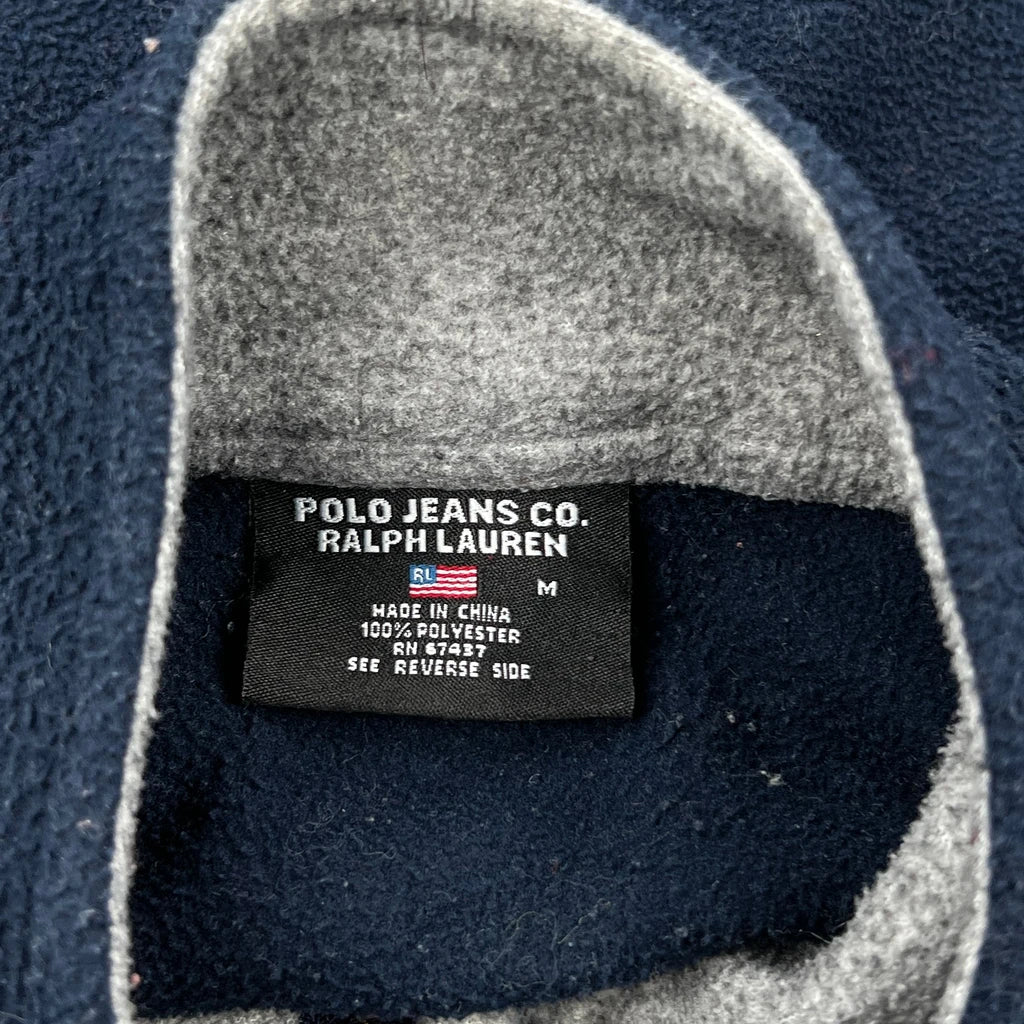 POLO JEANS CO.
RALPH LAUREN
RL
M
MADE IN CHINA
100% POLYESTER
RN 67437
SEE REVERSE SIDE